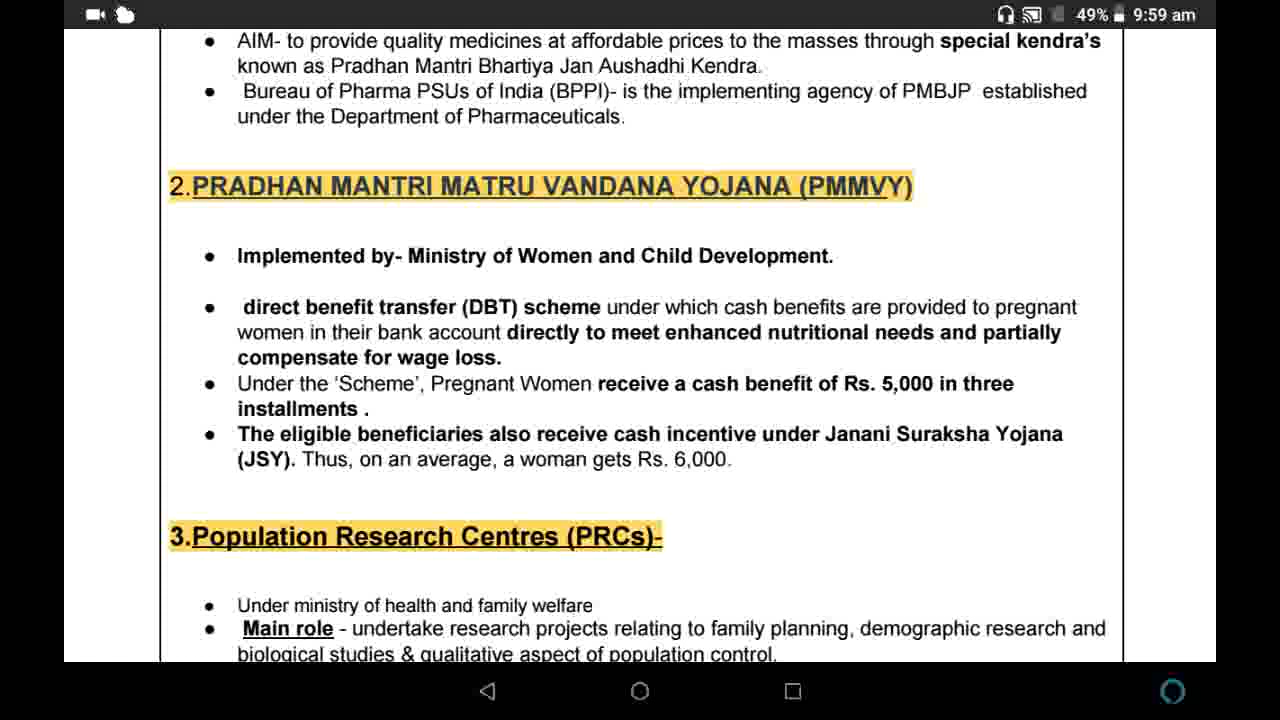 49% 9:59 am
● AIM- to provide quality medicines at affordable prices to the masses through special kendra's
known as Pradhan Mantri Bhartiya Jan Aushadhi Kendra.
● Bureau of Pharma PSUs of India (BPPI)- is the implementing agency of PMBJP established
under the Department of Pharmaceuticals.
2.PRADHAN MANTRI MATRU VANDANA YOJANA (PMMVY)
● Implemented by- Ministry of Women and Child Development.
● direct benefit transfer (DBT) scheme under which cash benefits are provided to pregnant
women in their bank account directly to meet enhanced nutritional needs and partially
compensate for wage loss.
● Under the ‘Scheme’, Pregnant Women receive a cash benefit of Rs. 5,000 in three
installments .
● The eligible beneficiaries also receive cash incentive under Janani Suraksha Yojana
(JSY). Thus, on an average, a woman gets Rs. 6,000.
3.Population Research Centres (PRCs)-
● Under ministry of health and family welfare
● Main role - undertake research projects relating to family planning, demographic research and
biological studies & qualitative aspect of population control.